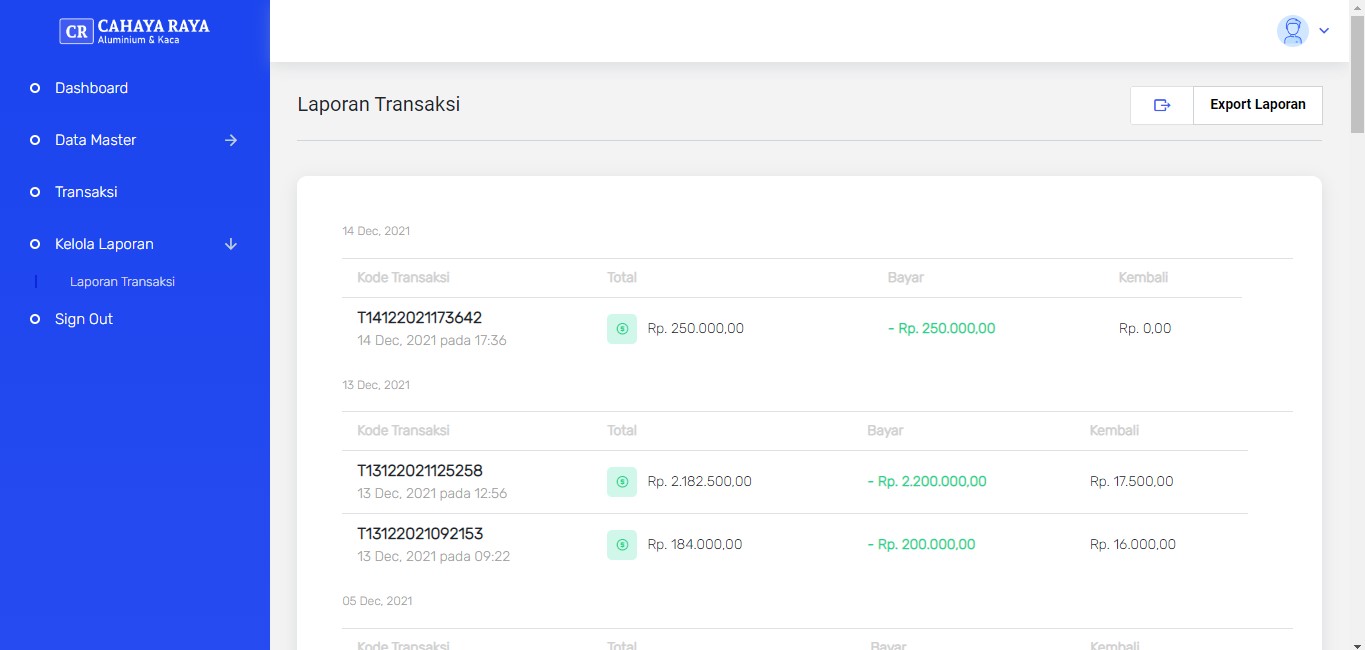 CR CAHAYA RAYA
Aluminium & Kaca
Dashboard
Data Master
Transaksi
Kelola Laporan
Laporan Transaksi
Sign Out
Laporan Transaksi
Export Laporan
14 Dec, 2021
Kode Transaksi Total Bayar Kembali
T14122021173642
14 Dec, 2021 pada 17:36
Rp. 250.000,00 - Rp. 250.000,00 Rp. 0,00
13 Dec, 2021
Kode Transaksi Total Bayar Kembali
T13122021125258
13 Dec, 2021 pada 12:56
Rp. 2.182.500,00 - Rp. 2.200.000,00 Rp. 17.500,00
T13122021092153
13 Dec, 2021 pada 09:22
Rp. 184.000,00 - Rp. 200.000,00 Rp. 16.000,00
05 Dec, 2021
Kode Transaksi Total Bayar Kembali